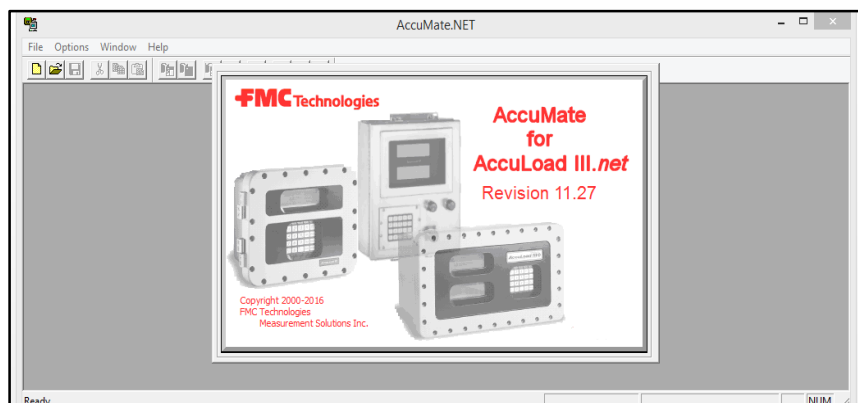 AccuMate.NET
File Options Window Help
FMC Technologies
AccuMate
for
AccuLoad III.net
Revision 11.27
Copyright 2000-2016
FMC Technologies
Measurement Solutions Inc.
Ready
NUM